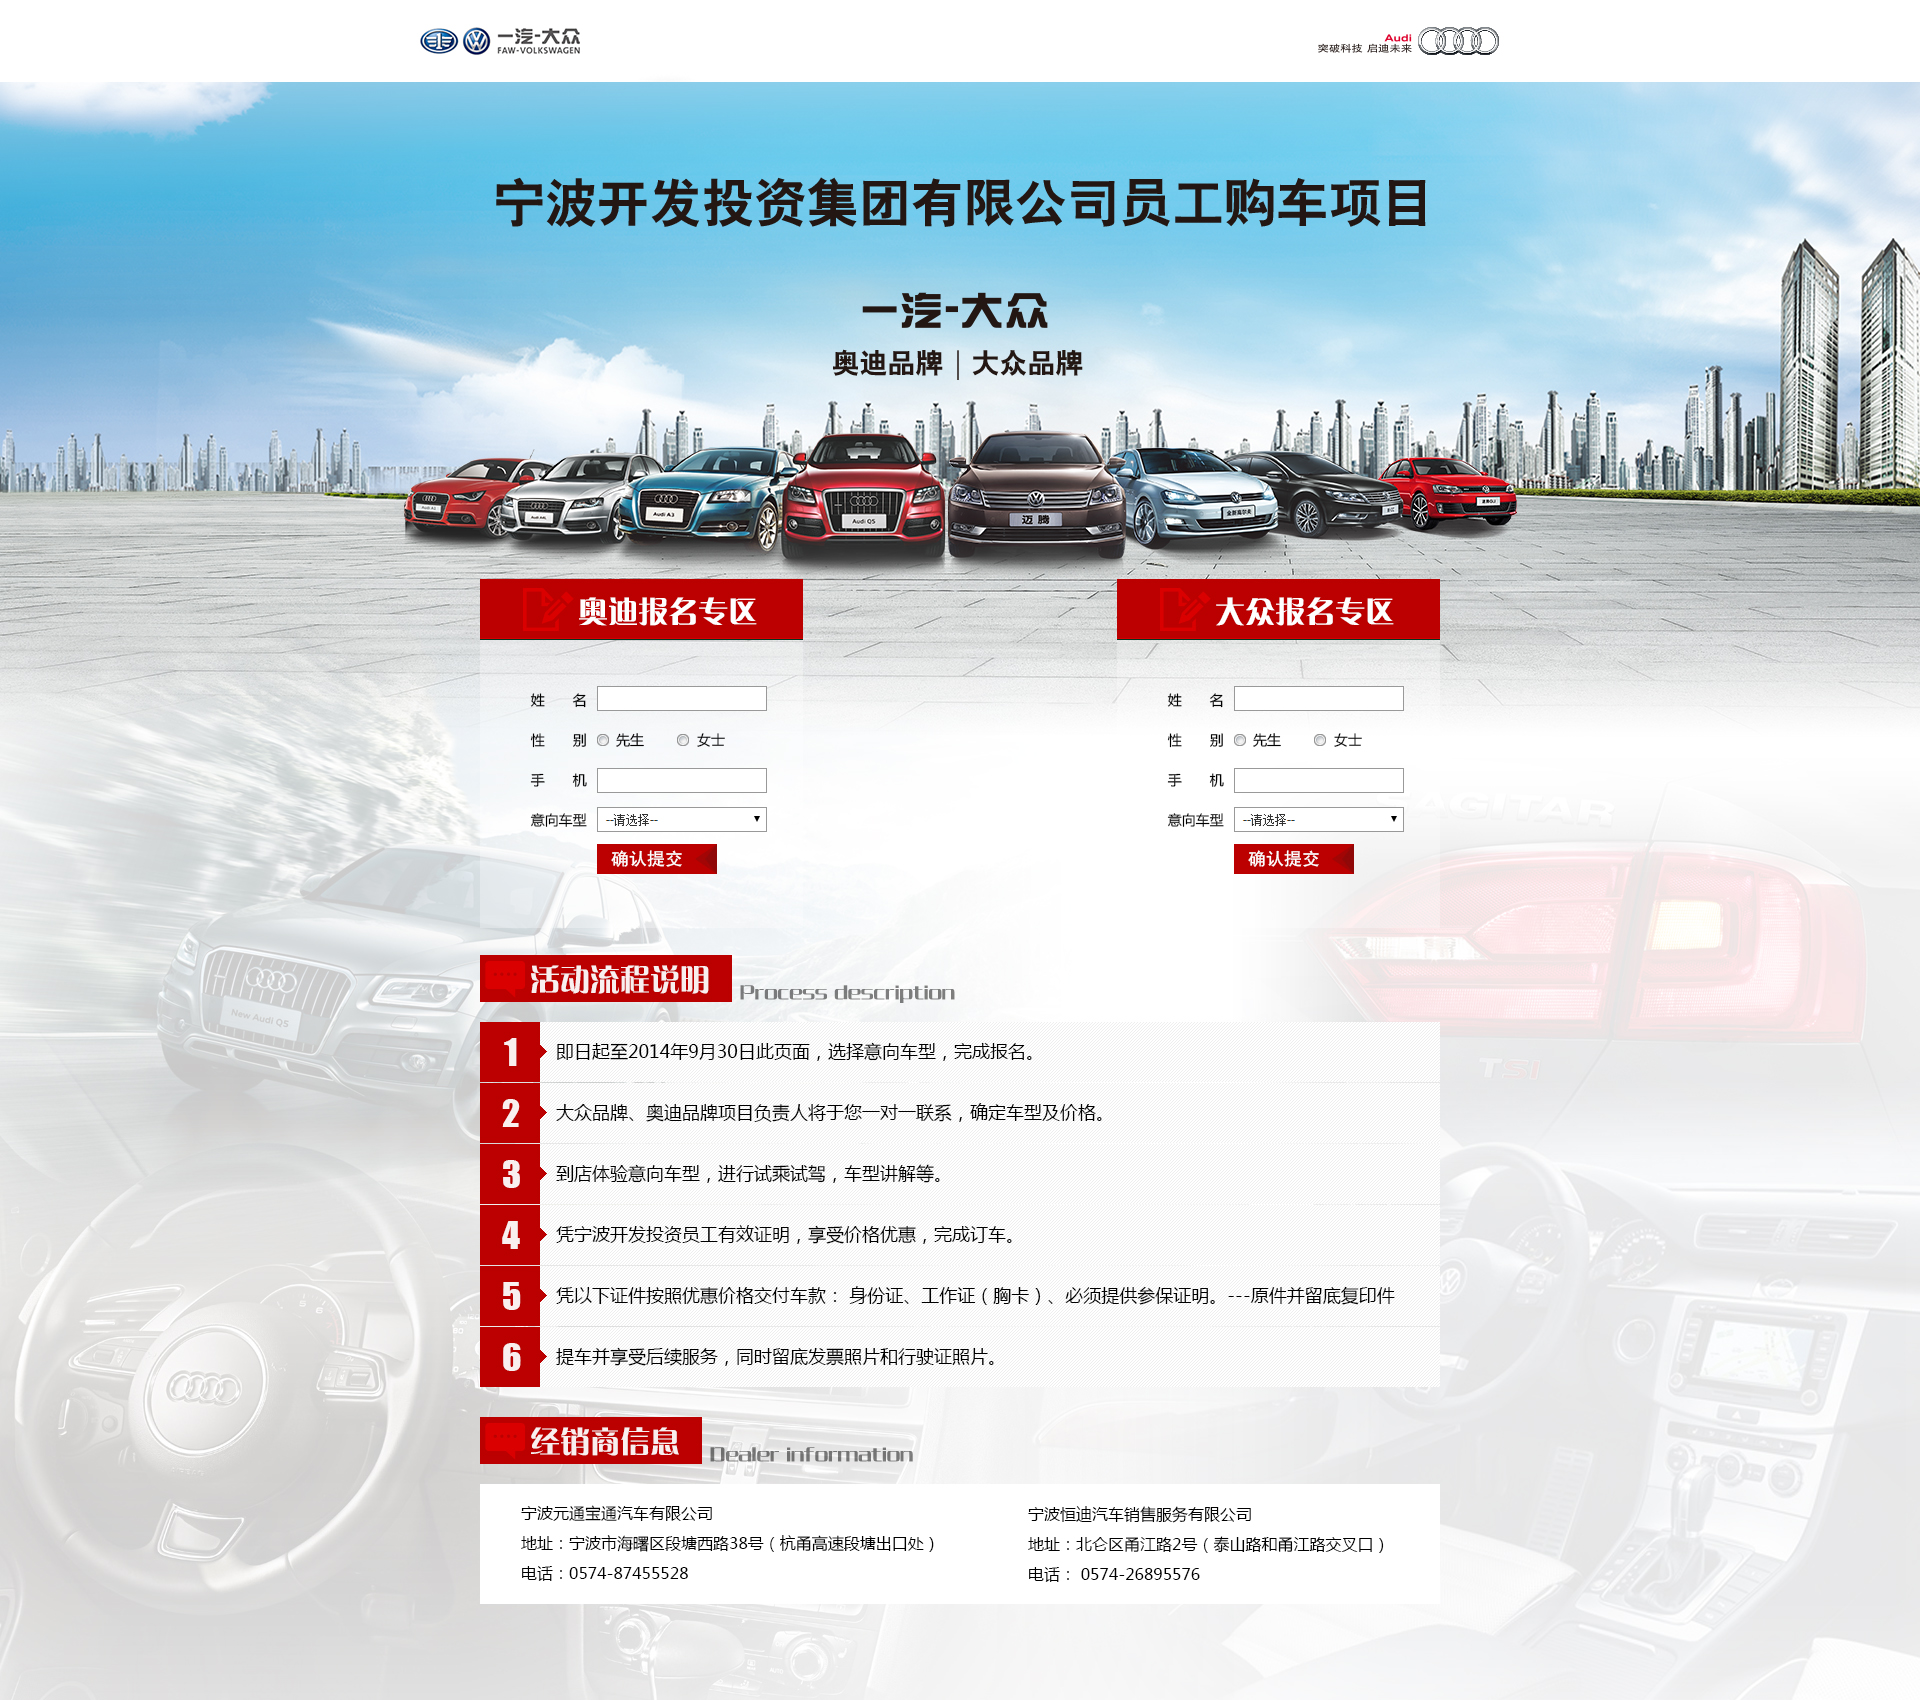 一汽-大众
FAW-VOLKSWAGEN
Audi
突破科技 启迪未来
宁波开发投资集团有限公司员工购车项目
一汽-大众
奥迪品牌 | 大众品牌
Audi A3
Audi Q5
迈腾
全新高尔夫
奥迪报名专区
姓 名
性 别 先生 女士
手 机
意向车型 --请选择--
确认提交
大众报名专区
姓 名
性 别 先生 女士
手 机
意向车型 --请选择--
确认提交
AGITAR
New Audi Q5
TSI
活动流程说明 Process description
1 即日起至2014年9月30日此页面，选择意向车型，完成报名。
2 大众品牌、奥迪品牌项目负责人将于您一对一联系，确定车型及价格。
3 到店体验意向车型，进行试乘试驾，车型讲解等。
4 凭宁波开发投资员工有效证明，享受价格优惠，完成订车。
5 凭以下证件按照优惠价格交付车款： 身份证、工作证（胸卡）、必须提供参保证明。---原件并留底复印件
6 提车并享受后续服务，同时留底发票照片和行驶证照片。
经销商信息 Dealer information
宁波元通宝通汽车有限公司
地址：宁波市海曙区段塘西路38号（杭甬高速段塘出口处）
电话：0574-87455528
宁波恒迪汽车销售服务有限公司
地址：北仑区甬江路2号（泰山路和甬江路交叉口）
电话： 0574-26895576